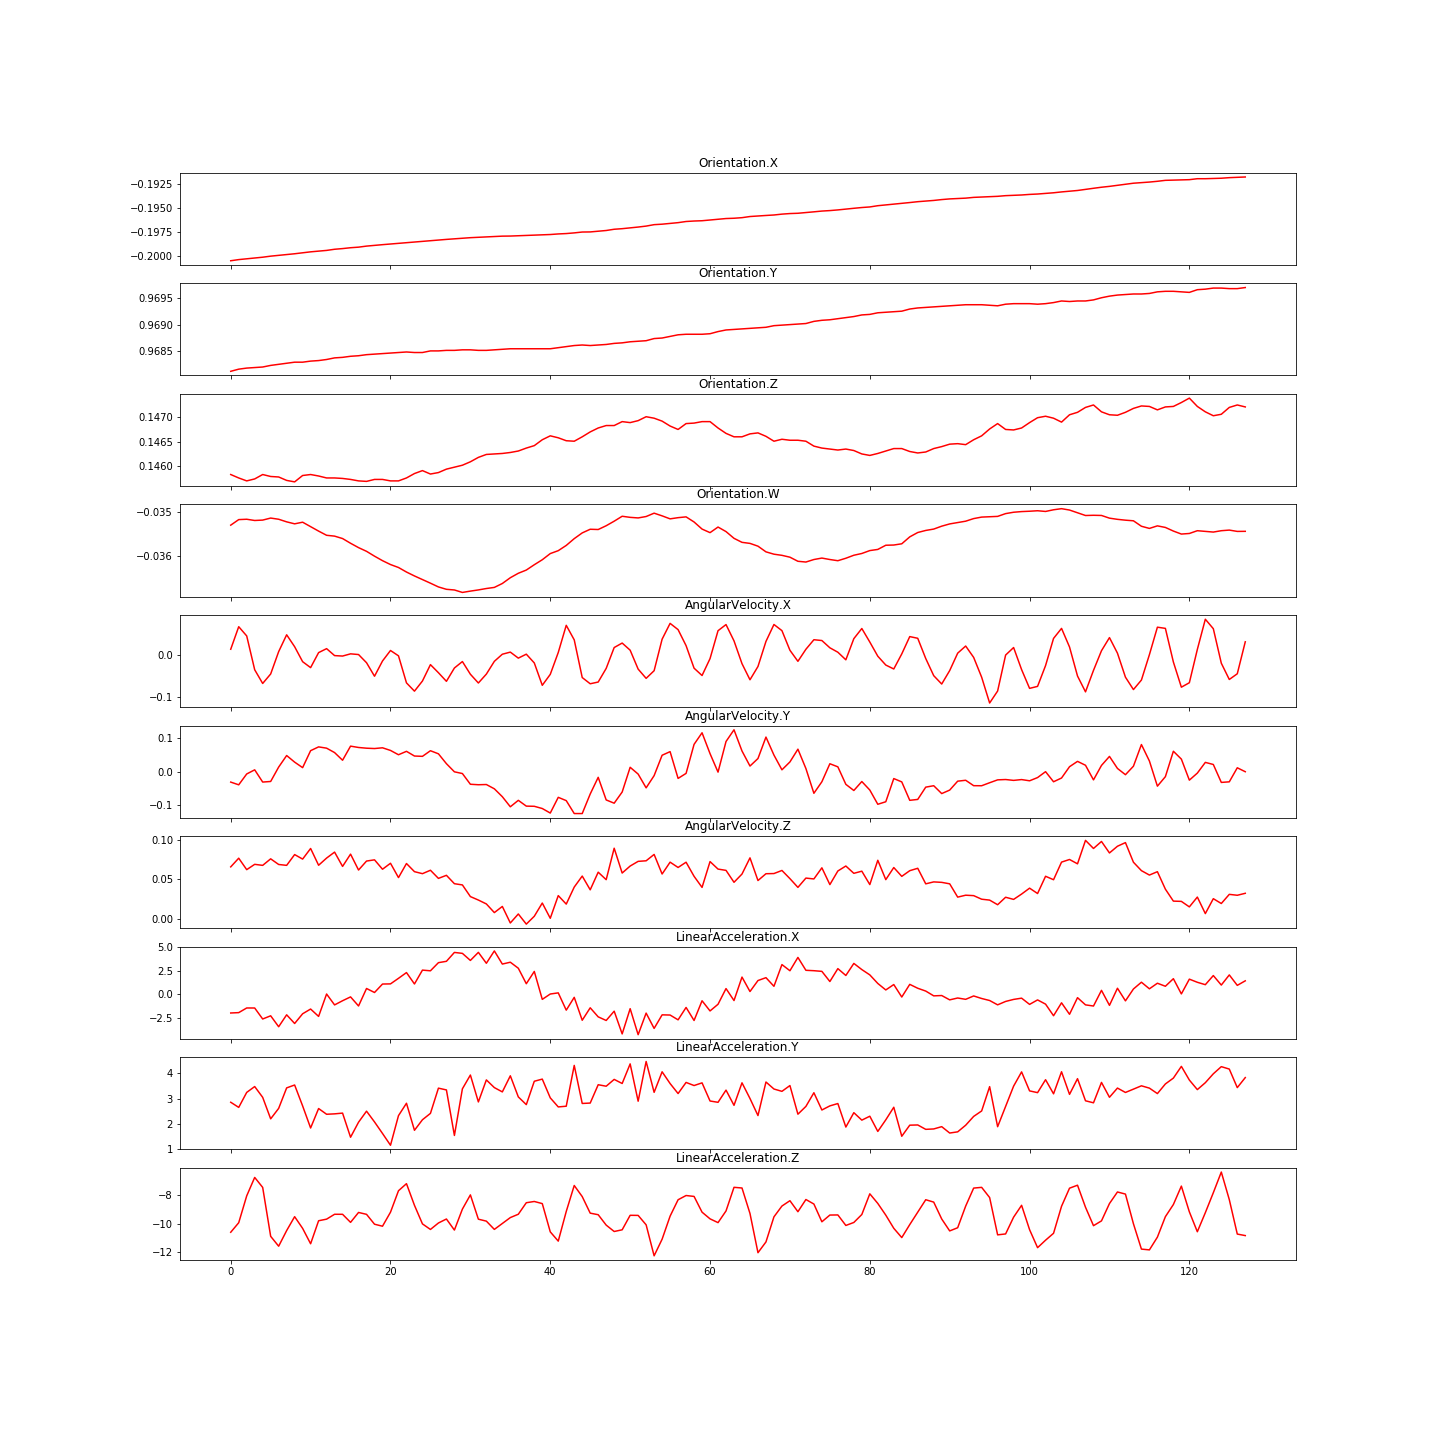 Orientation.X
−0.1925
−0.1950
−0.1975
−0.2000
Orientation.Y
0.9695
0.9690
0.9685
Orientation.Z
0.1470
0.1465
0.1460
Orientation.W
−0.035
−0.036
AngularVelocity.X
0.0
−0.1
AngularVelocity.Y
0.1
0.0
−0.1
AngularVelocity.Z
0.10
0.05
0.00
LinearAcceleration.X
5.0
2.5
0.0
−2.5
LinearAcceleration.Y
4
3
2
1
LinearAcceleration.Z
−8
−10
−12
0 20 40 60 80 100 120